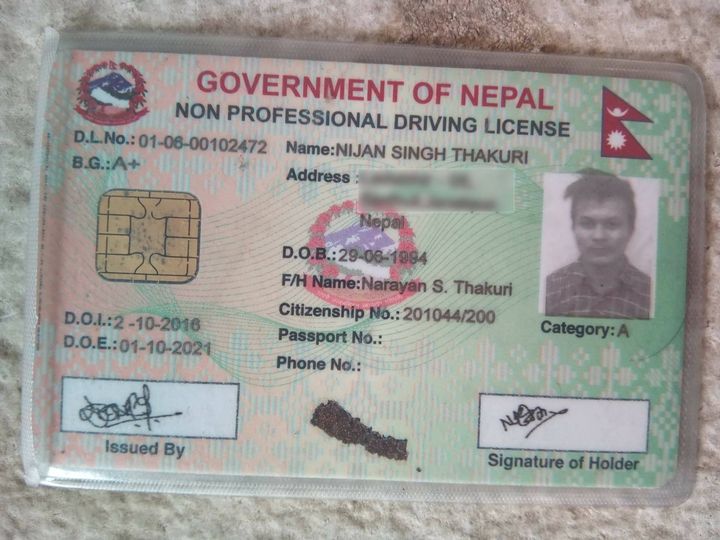 GOVERNMENT OF NEPAL
NON PROFESSIONAL DRIVING LICENSE
D.L.No.: 01-06-00102472
B.G.: A+
Name: NIJAN SINGH THAKURI
Address :
Nepal
D.O.B.: 29-06-1994
F/H Name: Narayan S. Thakuri
Citizenship No.: 201044/200
Passport No.:
Phone No.:
D.O.I.: 2 -10-2016
D.O.E.: 01-10-2021
Category: A
Issued By
Signature of Holder